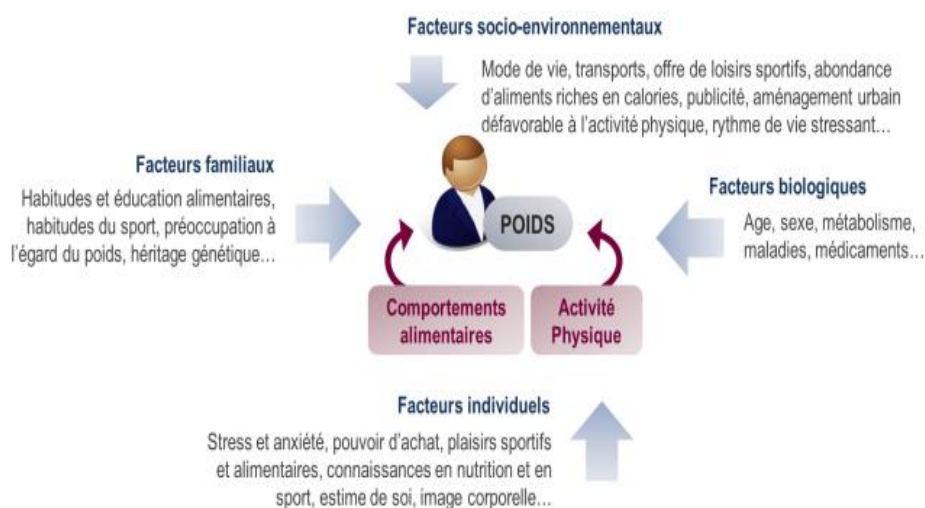 Facteurs socio-environnementaux
Mode de vie, transports, offre de loisirs sportifs, abondance
d'aliments riches en calories, publicité, aménagement urbain
défavorable à l'activité physique, rythme de vie stressant…
Facteurs familiaux
Habitudes et éducation alimentaires,
habitudes du sport, préoccupation à
l'égard du poids, héritage génétique…
POIDS
Facteurs biologiques
Age, sexe, métabolisme,
maladies, médicaments…
Comportements
alimentaires
Activité
Physique
Facteurs individuels
Stress et anxiété, pouvoir d'achat, plaisirs sportifs
et alimentaires, connaissances en nutrition et en
sport, estime de soi, image corporelle…